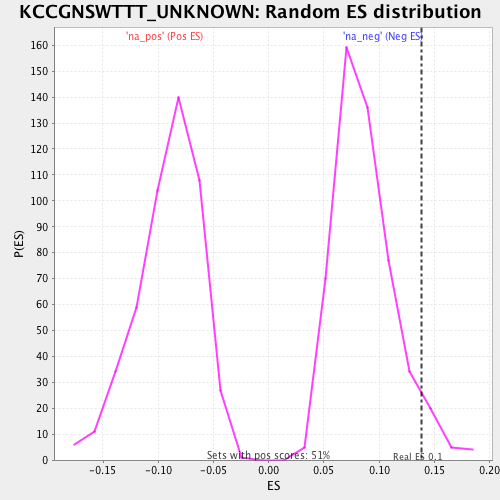 KCCGNSWTTT_UNKNOWN: Random ES distribution
'na_pos' (Pos ES) 'na_neg' (Neg ES)
160
150
140
130
120
110
100
90
80
70
60
50
40
30
20
10
0
P(ES)
Sets with pos scores: 51%
Real ES 0.1
-0.15 -0.10 -0.05 0.00 0.05 0.10 0.15 0.20
ES